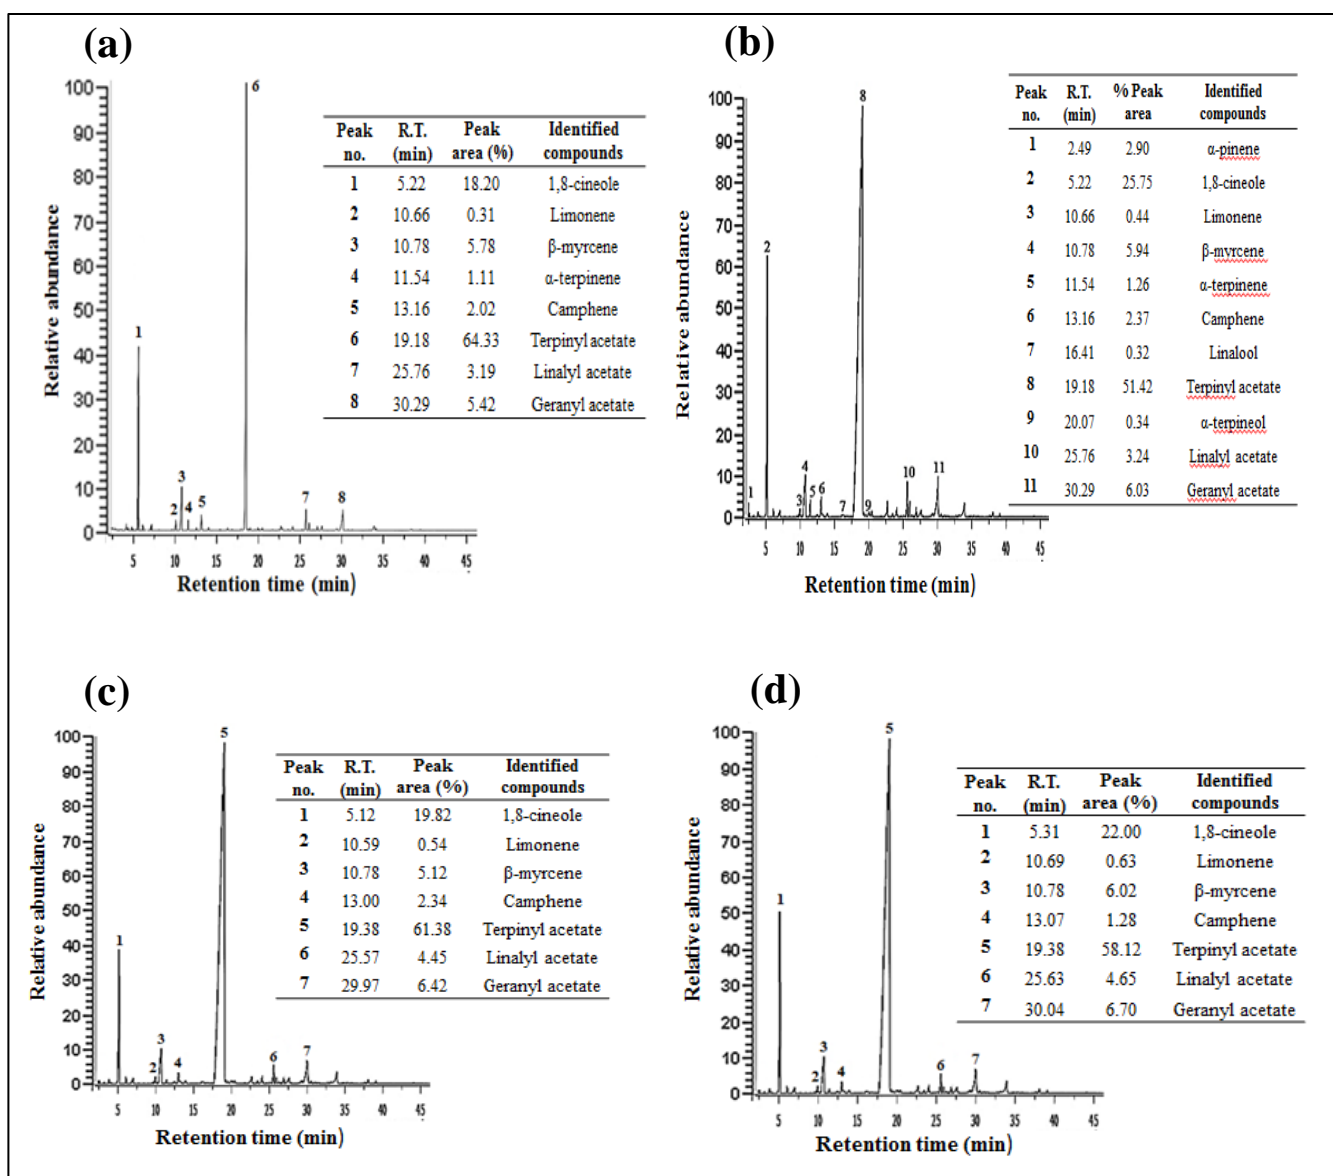 (a)
Relative abundance
100
90
80
70
60
50
40
30
20
10
0
1
2
3
4
5
6
7
8
5 10 15 20 25 30 35 40 45
Retention time (min)
Peak no. R.T. (min) Peak area (%) Identified compounds
1 5.22 18.20 1,8-cineole
2 10.66 0.31 Limonene
3 10.78 5.78 β-myrcene
4 11.54 1.11 α-terpinene
5 13.16 2.02 Camphene
6 19.18 64.33 Terpinyl acetate
7 25.76 3.19 Linalyl acetate
8 30.29 5.42 Geranyl acetate
(b)
Relative abundance
100
90
80
70
60
50
40
30
20
10
0
1
2
3
4
5
6
7
8
9
10
11
5 10 15 20 25 30 35 40 45
Retention time (min)
Peak no. R.T. (min) % Peak area Identified compounds
1 2.49 2.90 α-pinene
2 5.22 25.75 1,8-cineole
3 10.66 0.44 Limonene
4 10.78 5.94 β-myrcene
5 11.54 1.26 α-terpinene
6 13.16 2.37 Camphene
7 16.41 0.32 Linalool
8 19.18 51.42 Terpinyl acetate
9 20.07 0.34 α-terpineol
10 25.76 3.24 Linalyl acetate
11 30.29 6.03 Geranyl acetate
(c)
Relative abundance
100
90
80
70
60
50
40
30
20
10
0
1
2
3
4
5
6
7
5 10 15 20 25 30 35 40 45
Retention time (min)
Peak no. R.T. (min) Peak area (%) Identified compounds
1 5.12 19.82 1,8-cineole
2 10.59 0.54 Limonene
3 10.78 5.12 β-myrcene
4 13.00 2.34 Camphene
5 19.38 61.38 Terpinyl acetate
6 25.57 4.45 Linalyl acetate
7 29.97 6.42 Geranyl acetate
(d)
Relative abundance
100
90
80
70
60
50
40
30
20
10
0
1
2
3
4
5
6
7
5 10 15 20 25 30 35 40 45
Retention time (min)
Peak no. R.T. (min) Peak area (%) Identified compounds
1 5.31 22.00 1,8-cineole
2 10.69 0.63 Limonene
3 10.78 6.02 β-myrcene
4 13.07 1.28 Camphene
5 19.38 58.12 Terpinyl acetate
6 25.63 4.65 Linalyl acetate
7 30.04 6.70 Geranyl acetate